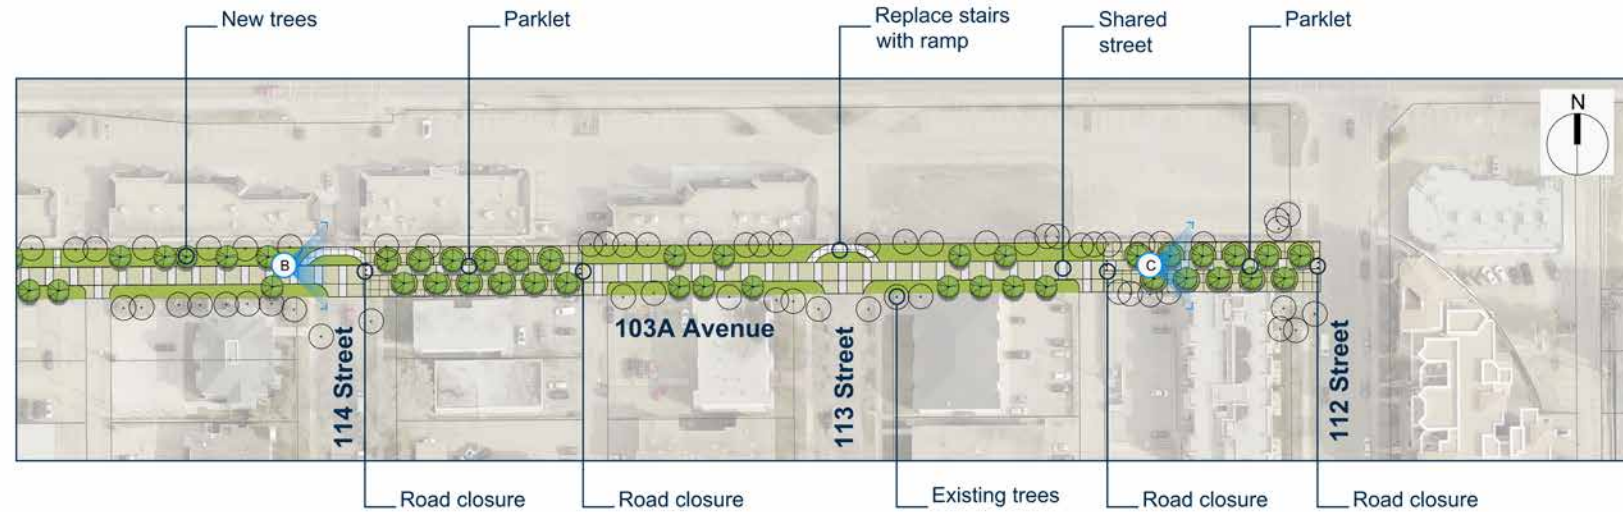 New trees
Parklet
Replace stairs
with ramp
Shared
street
Parklet
N
B
C
103A Avenue
114 Street
113 Street
112 Street
Road closure
Road closure
Existing trees
Road closure
Road closure